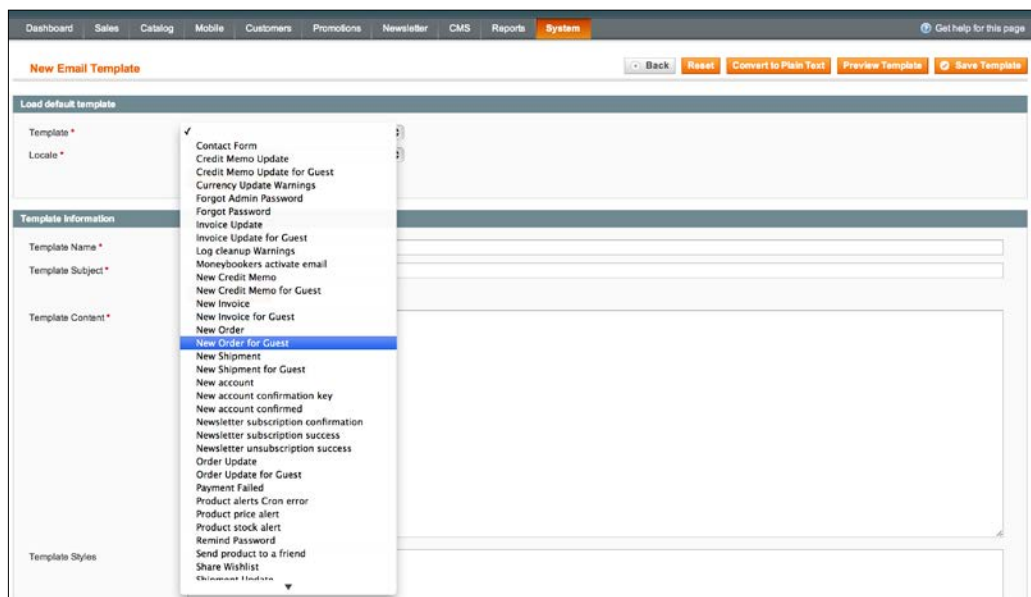 Dashboard Sales Catalog Mobile Customers Promotions Newsletter CMS Reports System Get help for this page
New Email Template Back Reset Convert to Plain Text Preview Template Save Template
Load default template
Template *
Locale *
Contact Form
Credit Memo Update
Credit Memo Update for Guest
Currency Update Warnings
Forgot Admin Password
Forgot Password
Invoice Update
Invoice Update for Guest
Log cleanup Warnings
Moneybookers activate email
New Credit Memo
New Credit Memo for Guest
New Invoice
New Invoice for Guest
New Order
New Order for Guest
New Shipment
New Shipment for Guest
New account
New account confirmation key
New account confirmed
Newsletter subscription confirmation
Newsletter subscription success
Newsletter unsubscription success
Order Update
Order Update for Guest
Payment Failed
Product alerts Cron error
Product price alert
Product stock alert
Remind Password
Send product to a friend
Share Wishlist
Shipment Update
Template Information
Template Name *
Template Subject *
Template Content *
Template Styles